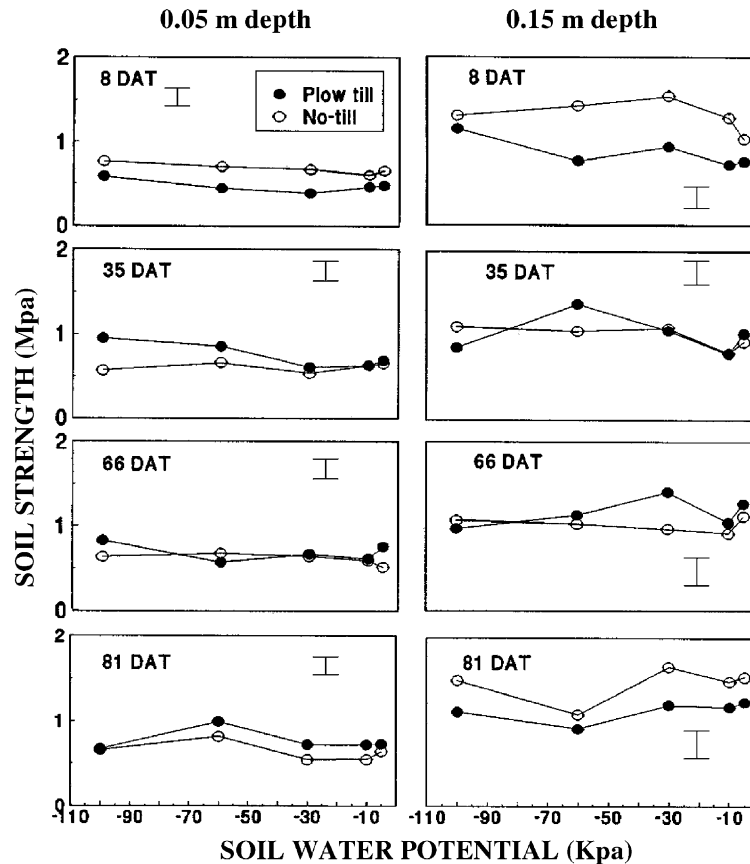 0.05 m depth
0.15 m depth
2
8 DAT
Plow till
No-till
1
0
8 DAT
2
35 DAT
1
0
35 DAT
2
66 DAT
1
0
66 DAT
2
81 DAT
1
0
81 DAT
-110 -90 -70 -50 -30 -10
-110 -90 -70 -50 -30 -10
SOIL STRENGTH (Mpa)
SOIL WATER POTENTIAL (Kpa)